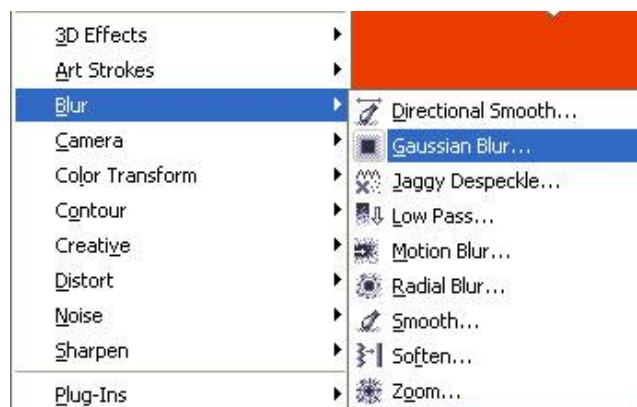 3D Effects
Art Strokes
Blur
Camera
Color Transform
Contour
Creative
Distort
Noise
Sharpen
Plug-Ins
Directional Smooth...
Gaussian Blur...
Jaggy Despeckle...
Low Pass...
Motion Blur...
Radial Blur...
Smooth...
Soften...
Zoom...